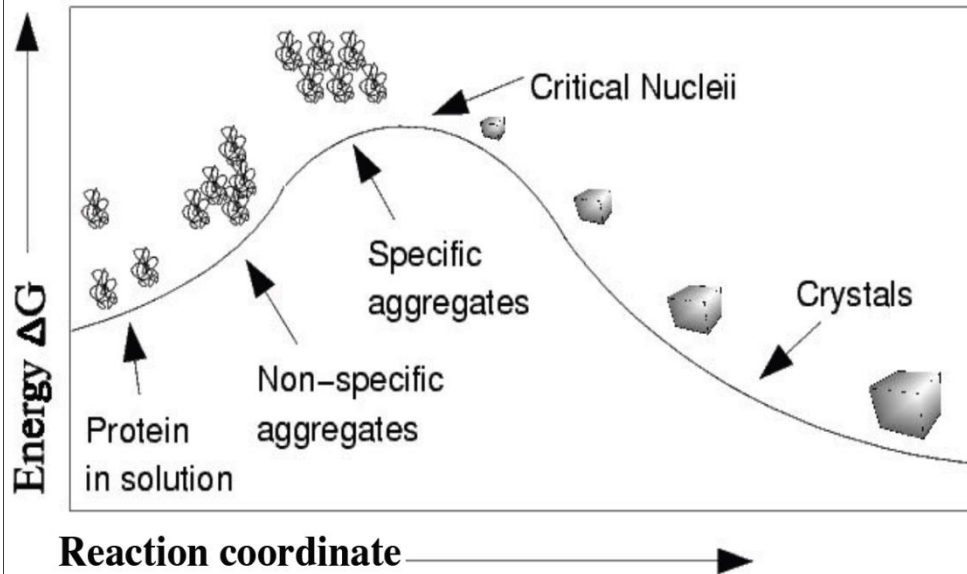 Energy ΔG
Critical Nucleii
Specific
aggregates
Crystals
Non-specific
aggregates
Protein
in solution
Reaction coordinate